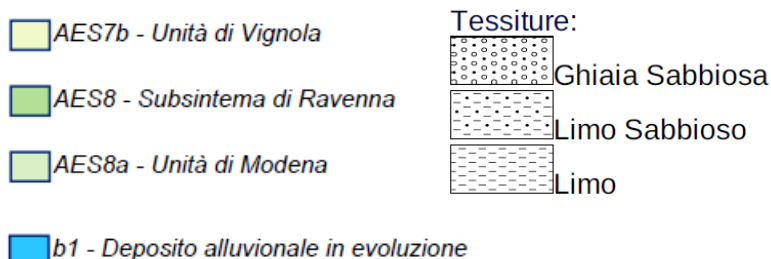 AES7b - Unità di Vignola
AES8 - Subsintema di Ravenna
AES8a - Unità di Modena
b1 - Deposito alluvionale in evoluzione
Tessiture:
Ghiaia Sabbiosa
Limo Sabbioso
Limo